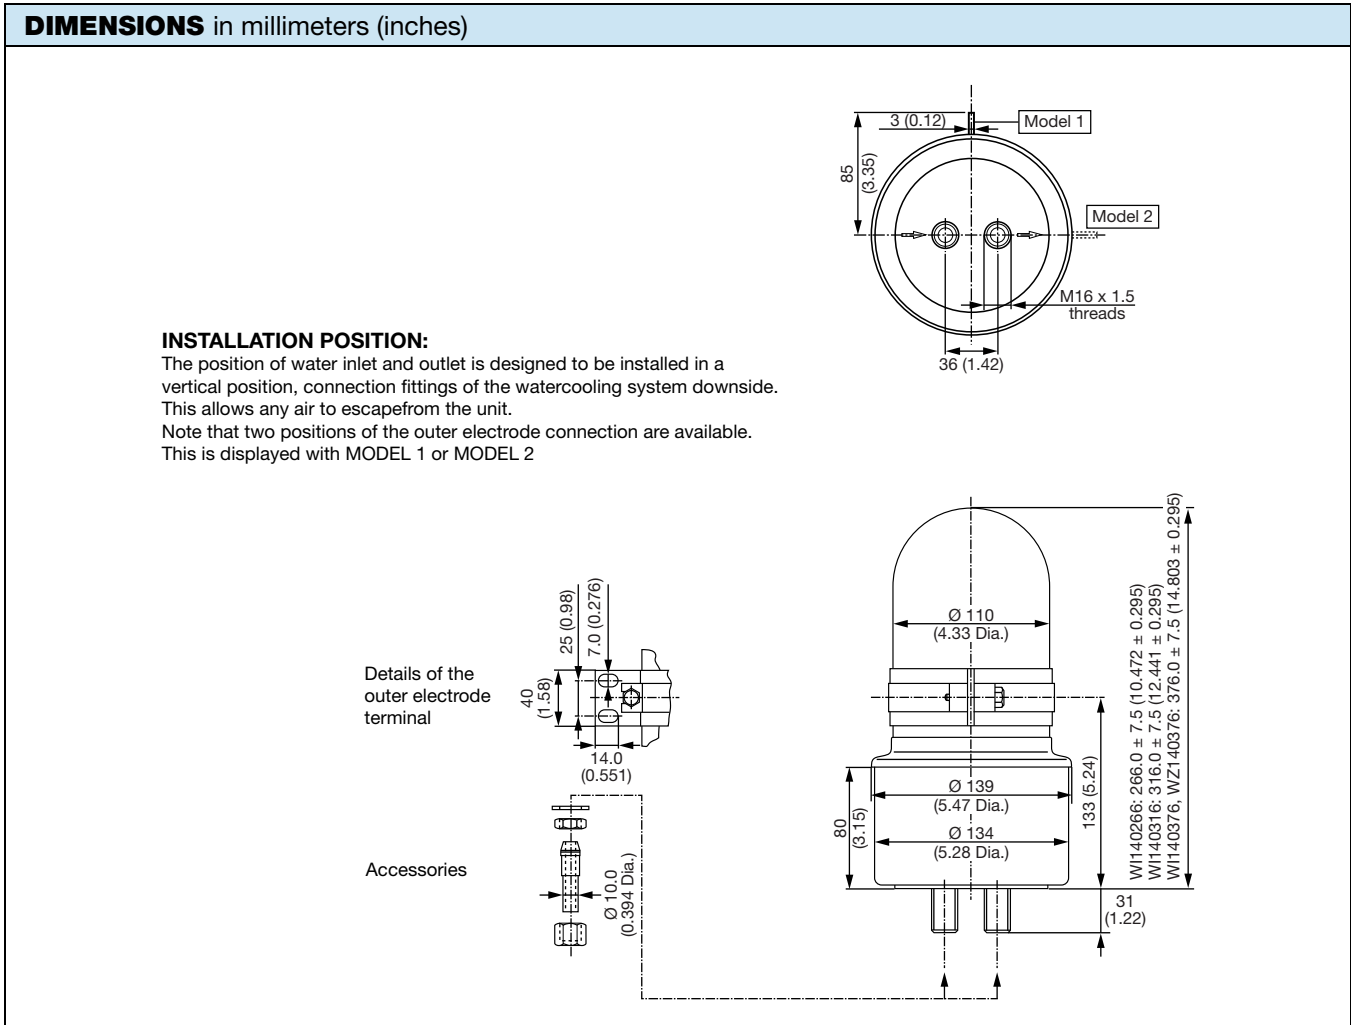 DIMENSIONS in millimeters (inches)
3 (0.12)
Model 1
85
(3.35)
Model 2
M16 x 1.5
threads
36 (1.42)
INSTALLATION POSITION:
The position of water inlet and outlet is designed to be installed in a
vertical position, connection fittings of the watercooling system downside.
This allows any air to escapefrom the unit.
Note that two positions of the outer electrode connection are available.
This is displayed with MODEL 1 or MODEL 2
Details of the
outer electrode
terminal
40
(1.58)
25 (0.98)
7.0 (0.276)
14.0
(0.551)
Accessories
Ø 10.0
(0.394 Dia.)
Ø 110
(4.33 Dia.)
Ø 139
(5.47 Dia.)
Ø 134
(5.28 Dia.)
80
(3.15)
133 (5.24)
31
(1.22)
WI140266: 266.0 ± 7.5 (10.472 ± 0.295)
WI140316: 316.0 ± 7.5 (12.441 ± 0.295)
WI140376, WZ140376: 376.0 ± 7.5 (14.803 ± 0.295)